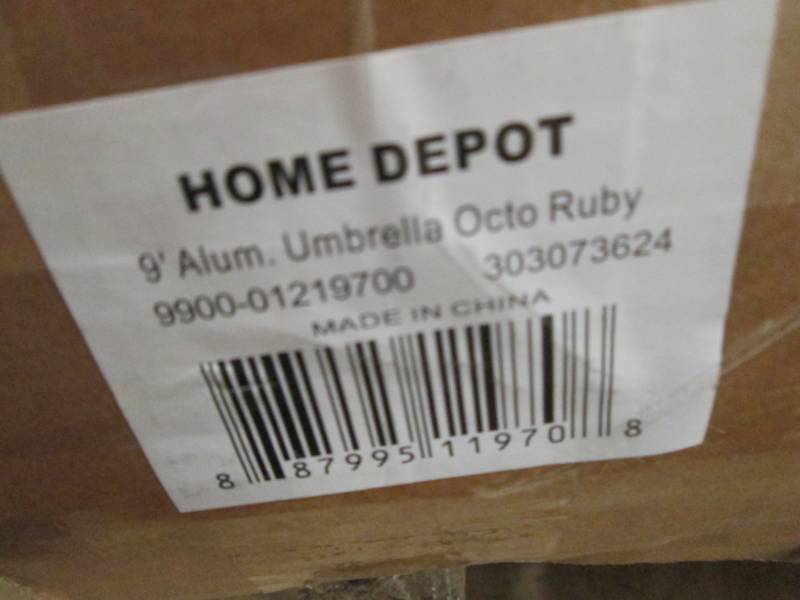 HOME DEPOT
9' Alum. Umbrella Octo Ruby
9900-01219700 303073624
MADE IN CHINA
8 87995 11970 8